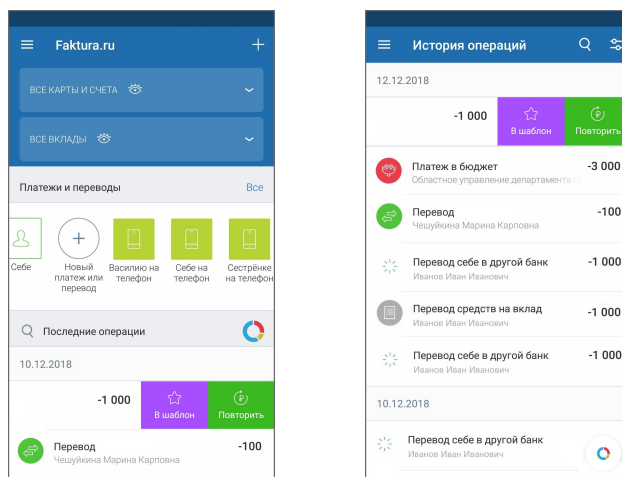 Faktura.ru
ВСЕ КАРТЫ И СЧЕТА
ВСЕ ВКЛАДЫ
Платежи и переводы
Все
Себе
Новый
платеж или
перевод
Василию на
телефон
Себе на
телефон
Сестрёнке
на телефон
Последние операции
10.12.2018
-1 000
В шаблон
Повторить
Перевод
-100
Чешуйкина Марина Карповна
История операций
12.12.2018
-1 000
В шаблон
Повторить
Платеж в бюджет
-3 000
Областное управление департамента
Перевод
-100
Чешуйкина Марина Карповна
Перевод себе в другой банк
-1 000
Иванов Иван Иванович
Перевод средств на вклад
-1 000
Иванов Иван Иванович
Перевод себе в другой банк
-1 000
Иванов Иван Иванович
10.12.2018
Перевод себе в другой банк
Иванов Иван Иванович